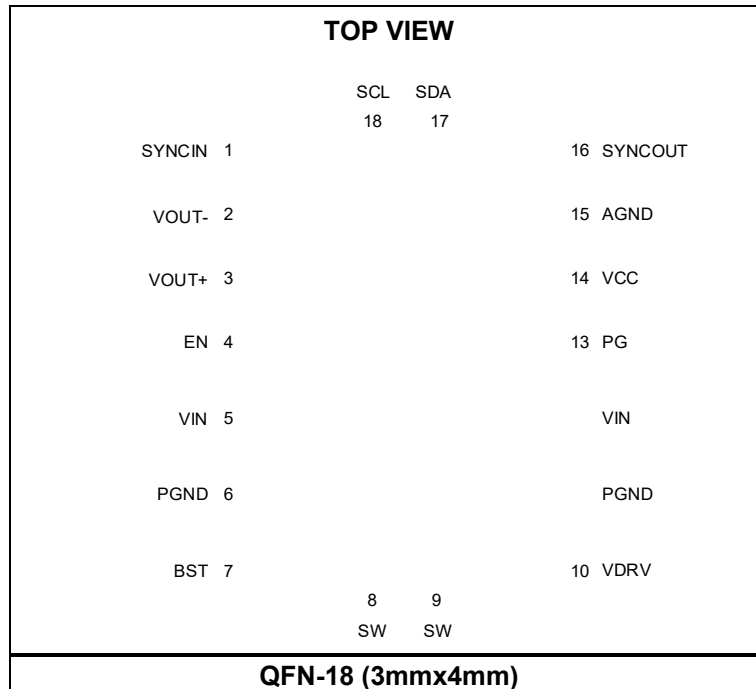 TOP VIEW
SCL SDA
18 17
SYNCIN 1 16 SYNCOUT
VOUT- 2 15 AGND
VOUT+ 3 14 VCC
EN 4 13 PG
VIN 5 VIN
PGND 6 PGND
BST 7 10 VDRV
8 9
SW SW
QFN-18 (3mmx4mm)